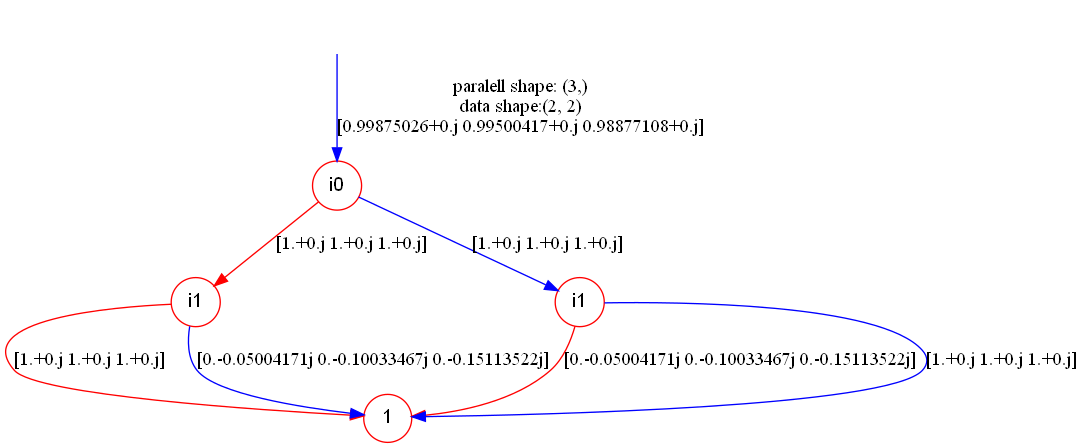 paralell shape: (3,)
data shape:(2, 2)
[0.99875026+0.j 0.99500417+0.j 0.98877108+0.j]
i0
[1.+0.j 1.+0.j 1.+0.j]
[1.+0.j 1.+0.j 1.+0.j]
i1
i1
[1.+0.j 1.+0.j 1.+0.j]
[0.-0.05004171j 0.-0.10033467j 0.-0.15113522j]
[0.-0.05004171j 0.-0.10033467j 0.-0.15113522j]
[1.+0.j 1.+0.j 1.+0.j]
1